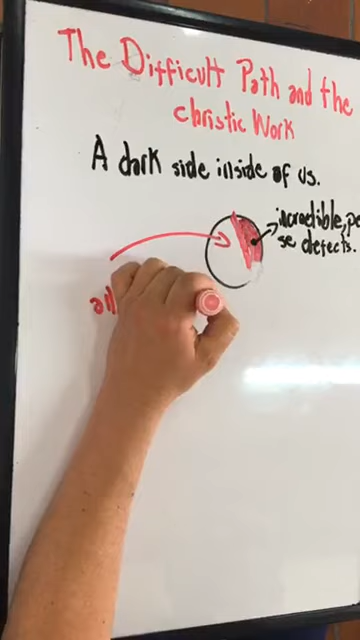 The Difficult Path and the
christic Work
A dark side inside of us.
incredible,
se defects.